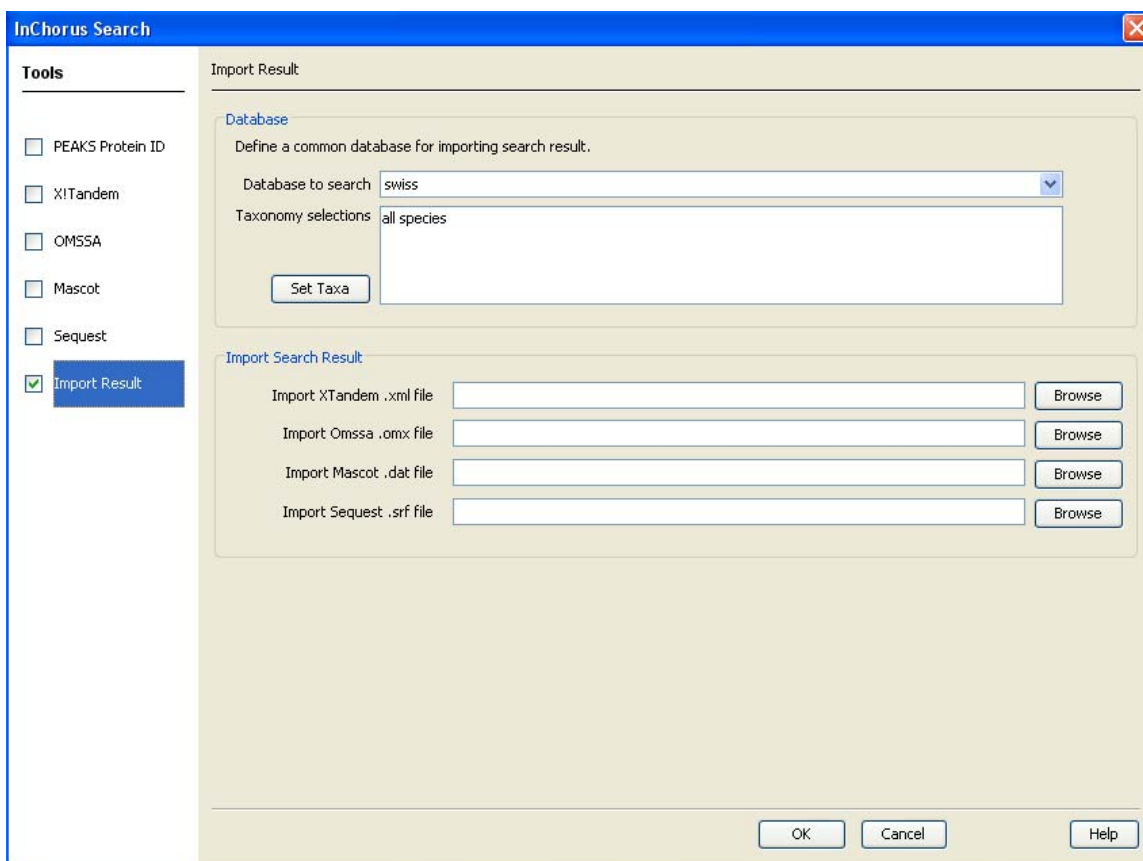 InChorus Search
Tools
PEAKS Protein ID
X!Tandem
OMSSA
Mascot
Sequest
Import Result
Import Result
Database
Define a common database for importing search result.
Database to search swiss
Taxonomy selections all species
Set Taxa
Import Search Result
Import XTandem .xml file Browse
Import Omssa .omx file Browse
Import Mascot .dat file Browse
Import Sequest .srf file Browse
OK Cancel Help